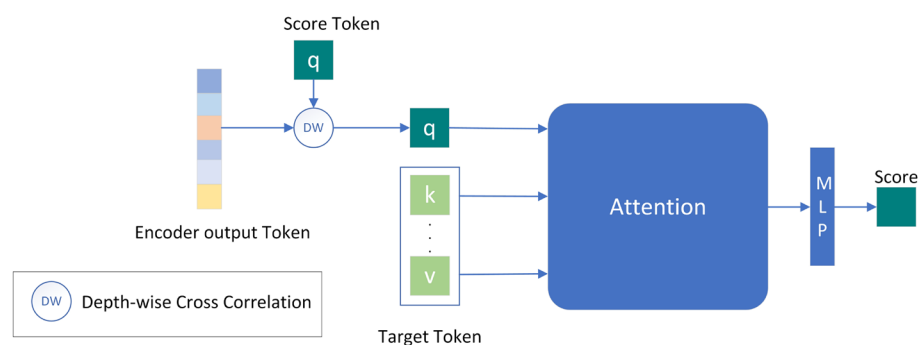 Score Token
q
DW
q
k
v
Encoder output Token
Attention
M
L
P
Score
DW Depth-wise Cross Correlation
Target Token